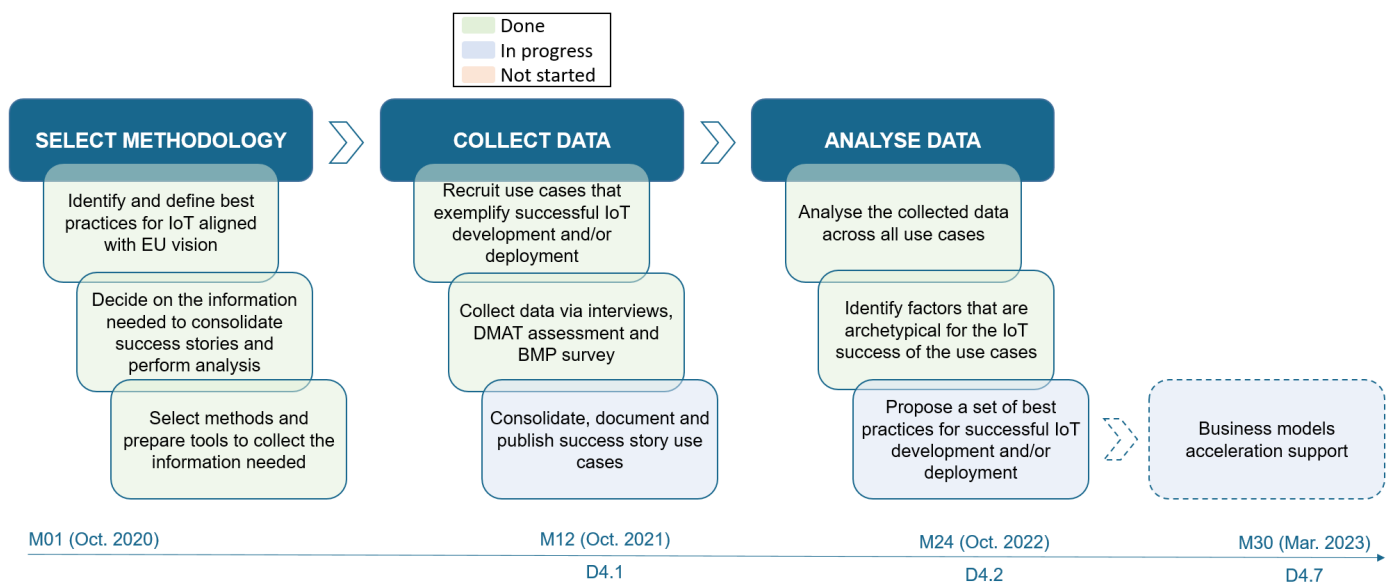 Done
In progress
Not started
SELECT METHODOLOGY
Identify and define best
practices for IoT aligned
with EU vision
Decide on the information
needed to consolidate
success stories and
perform analysis
Select methods and
prepare tools to collect the
information needed
COLLECT DATA
Recruit use cases that
exemplify successful IoT
development and/or
deployment
Collect data via interviews,
DMAT assessment and
BMP survey
Consolidate, document and
publish success story use
cases
ANALYSE DATA
Analyse the collected data
across all use cases
Identify factors that are
archetypical for the IoT
success of the use cases
Propose a set of best
practices for successful IoT
development and/or
deployment
Business models
acceleration support
M01 (Oct. 2020)
M12 (Oct. 2021)
M24 (Oct. 2022)
M30 (Mar. 2023)
D4.1
D4.2
D4.7